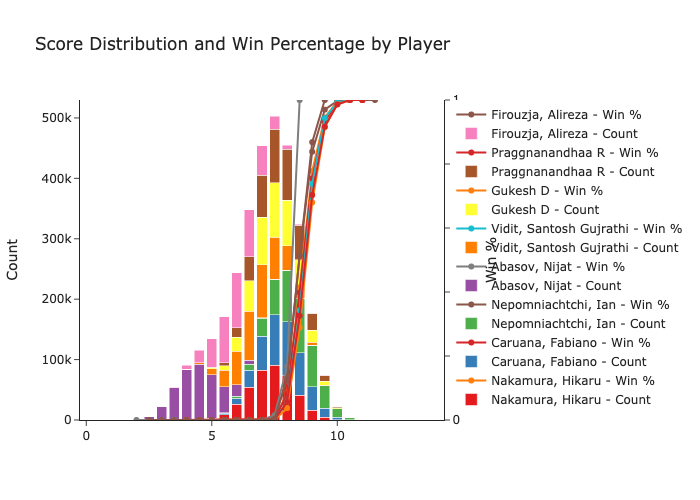 Score Distribution and Win Percentage by Player
500k
400k
300k
200k
100k
0
Count
0
5
10
1
0
Win %
Firouzja, Alireza - Win %
Firouzja, Alireza - Count
Praggnanandhaa R - Win %
Praggnanandhaa R - Count
Gukesh D - Win %
Gukesh D - Count
Vidit, Santosh Gujrathi - Win %
Vidit, Santosh Gujrathi - Count
Abasov, Nijat - Win %
Abasov, Nijat - Count
Nepomniachtchi, Ian - Win %
Nepomniachtchi, Ian - Count
Caruana, Fabiano - Win %
Caruana, Fabiano - Count
Nakamura, Hikaru - Win %
Nakamura, Hikaru - Count